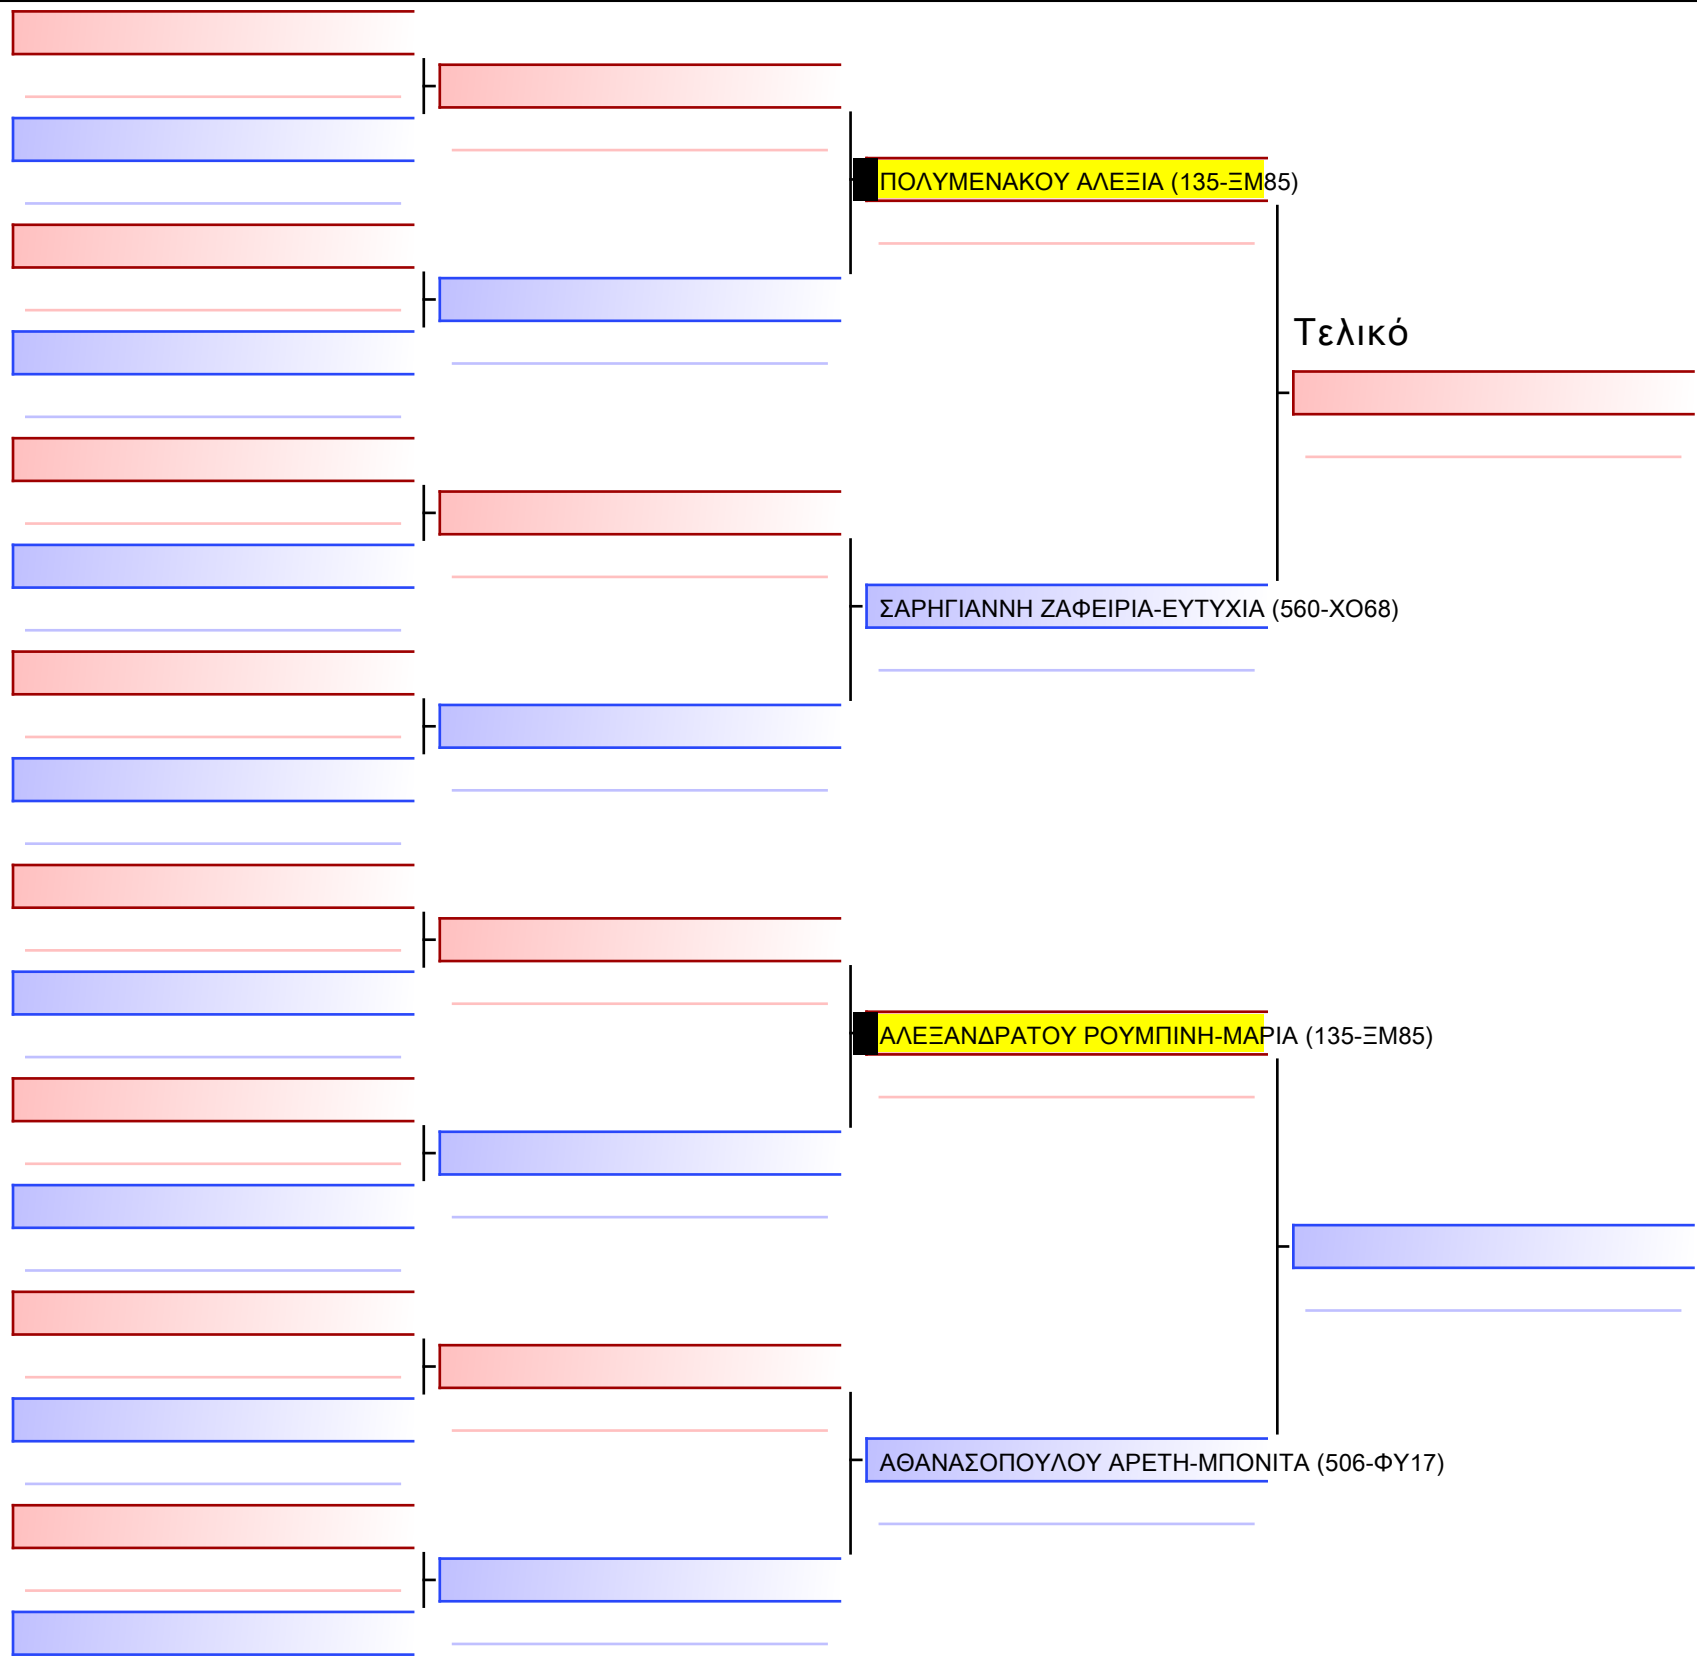 ΠΟΛΥΜΕΝΑΚΟΥ ΑΛΕΞΙΑ (135-ΞΜ85)
Τελικό
ΣΑΡΗΓΙΑΝΝΗ ΖΑΦΕΙΡΙΑ-ΕΥΤΥΧΙΑ (560-ΧΟ68)
ΑΛΕΞΑΝΔΡΑΤΟΥ ΡΟΥΜΠΙΝΗ-ΜΑΡΙΑ (135-ΞΜ85)
ΑΘΑΝΑΣΟΠΟΥΛΟΥ ΑΡΕΤΗ-ΜΠΟΝΙΤΑ (506-ΦΥ17)